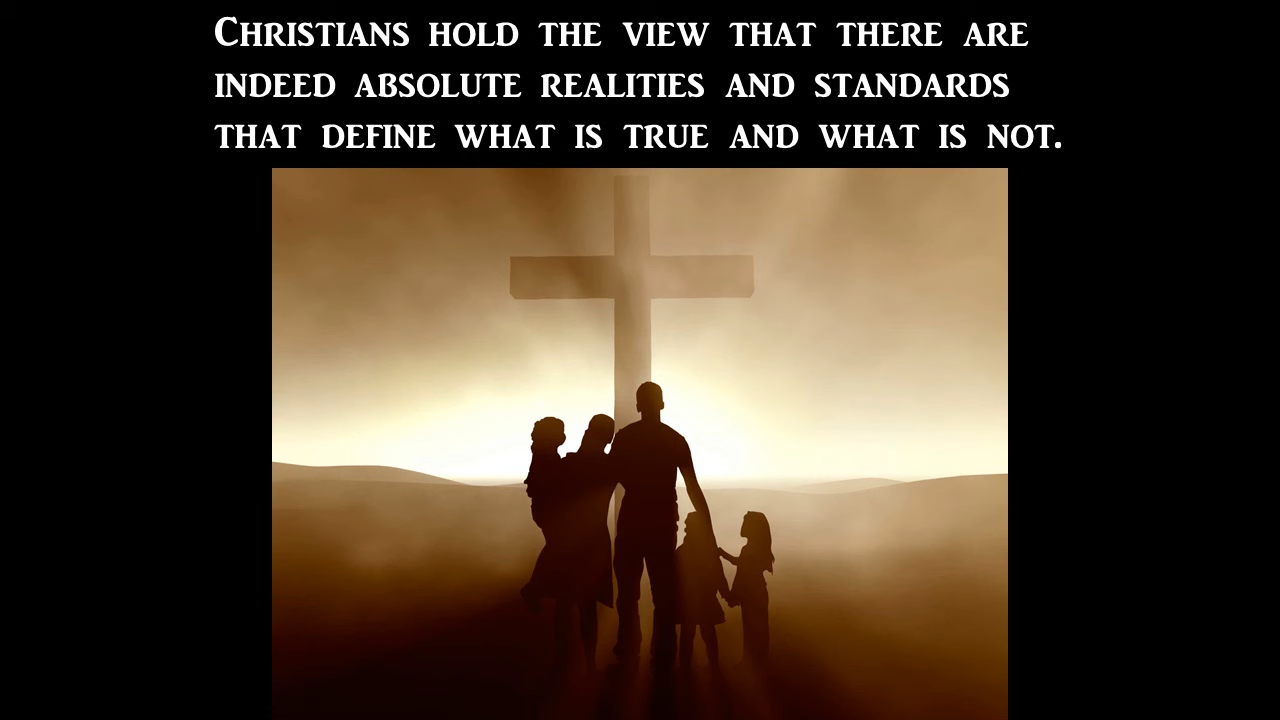 Christians hold the view that there are
indeed absolute realities and standards
that define what is true and what is not.